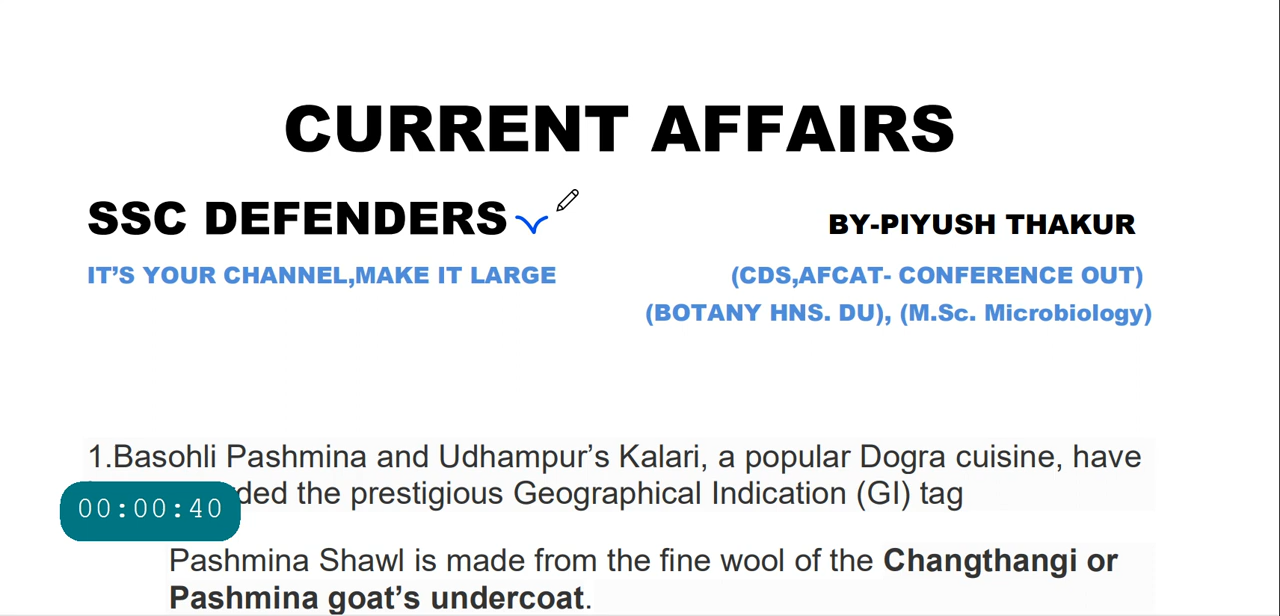 CURRENT AFFAIRS
SSC DEFENDERS
BY-PIYUSH THAKUR
IT’S YOUR CHANNEL,MAKE IT LARGE
(CDS,AFCAT- CONFERENCE OUT)
(BOTANY HNS. DU), (M.Sc. Microbiology)
1.Basohli Pashmina and Udhampur’s Kalari, a popular Dogra cuisine, have
ded the prestigious Geographical Indication (GI) tag
00:00:40
Pashmina Shawl is made from the fine wool of the Changthangi or
Pashmina goat’s undercoat.